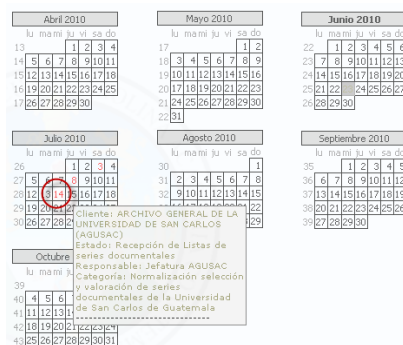 Abril 2010
lu ma mi ju vi sa do
13 1 2 3 4
14 5 6 7 8 9 10 11
15 12 13 14 15 16 17 18
16 19 20 21 22 23 24 25
17 26 27 28 29 30
Mayo 2010
lu ma mi ju vi sa do
17 1 2
18 3 4 5 6 7 8 9
19 10 11 12 13 14 15 16
20 17 18 19 20 21 22 23
21 24 25 26 27 28 29 30
22 31
Junio 2010
lu ma mi ju vi sa
22 1 2 3 4 5 6
23 7 8 9 10 11 12
24 14 15 16 17 18 19 20
25 21 22 24 25 26 27
26 28 29 30
Julio 2010
lu ma mi ju vi sa do
26 1 2 3 4
27 5 6 7 8 9 10 11
28 12 13 14 15 16 17 18
29 19 20 21
30 26 27 28
Agosto 2010
lu ma mi ju vi sa do
30 1
31 2 3 4 5 6 7 8
32 9 10 11 12 13 14 15
22
29
Septiembre 2010
lu ma mi ju vi sa
35 1 2 3 4 5
36 6 7 8 9 10 11 12
37 13 14 15 16 17 18 19
38 20 21 22 23 24 25 26
39 27 28 29 30
Cliente: ARCHIVO GENERAL DE LA
UNIVERSIDAD DE SAN CARLOS
(AGUSAC)
Estado: Recepción de Listas de
series documentales
Responsable: Jefatura AGUSAC
Categoria: Normalización selección
y valoración de series
documentales de la Universidad
de San Carlos de Guatemala
--------------------------------
Octubre
lu ma mi ju
39
40 4 5 6
41 11 12 13
42 18 19 20 21 22 23 24
43 25 26 27 28 29 30 31